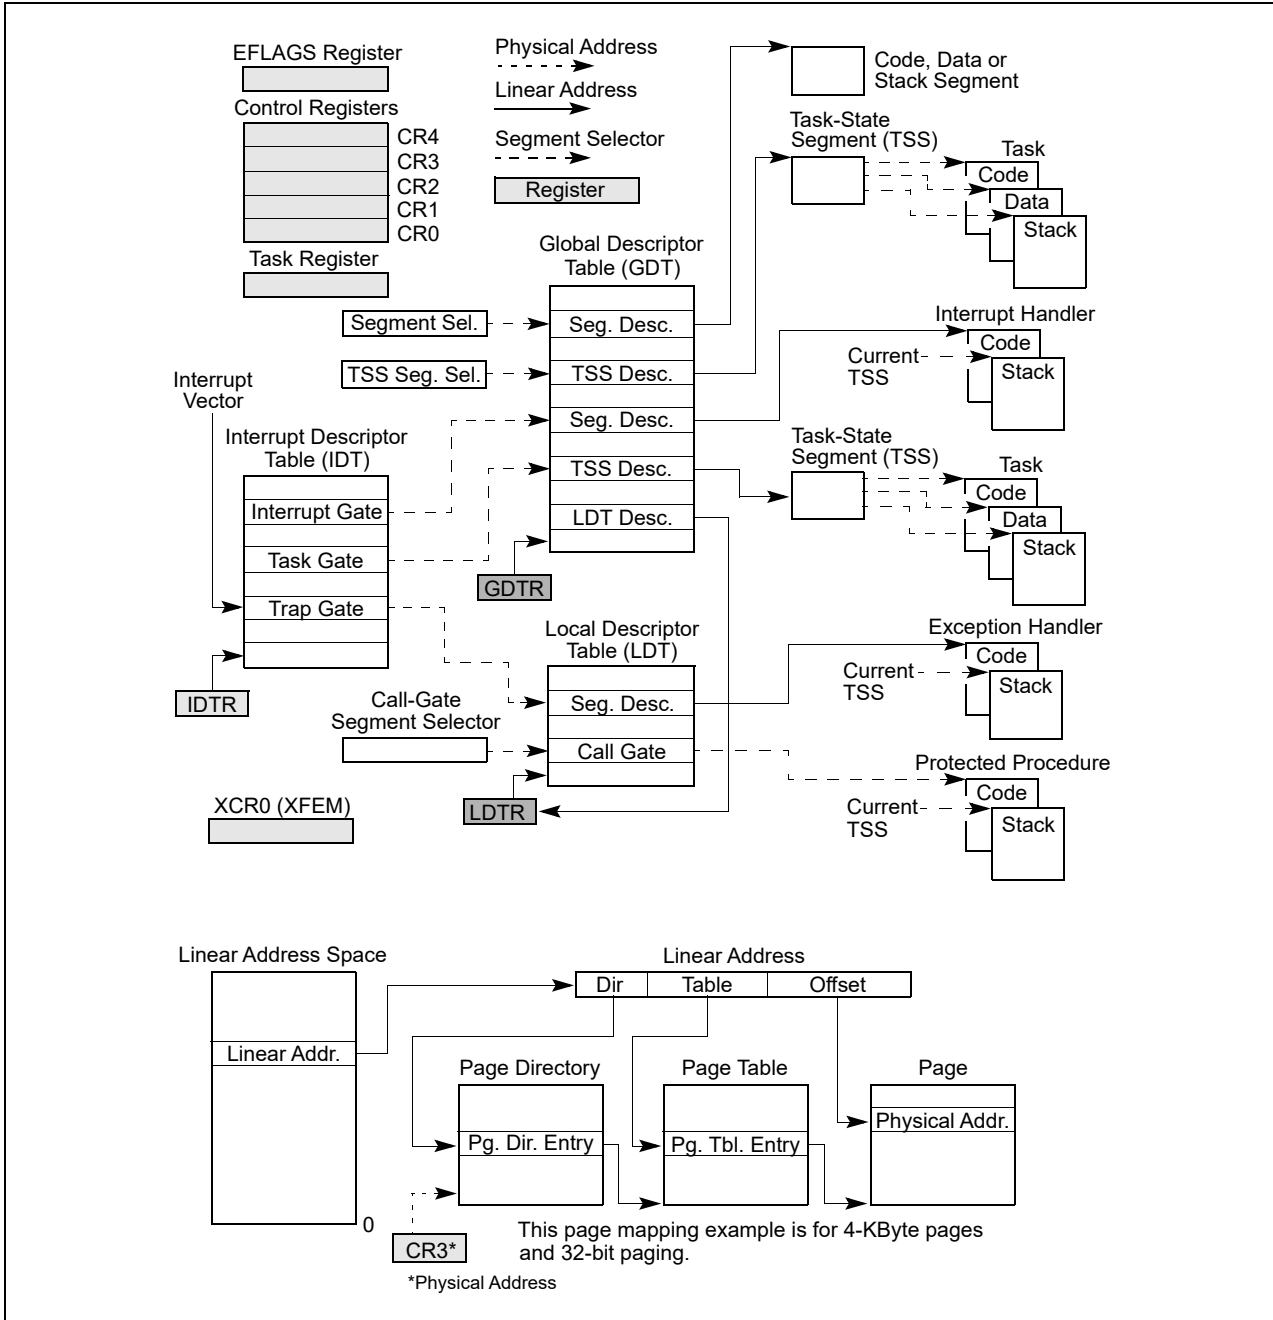 EFLAGS Register
Control Registers
CR4
CR3
CR2
CR1
CR0
Task Register
Physical Address
Linear Address
Segment Selector
Register
Code, Data or
Stack Segment
Task-State
Segment (TSS)
Task
Code
Data
Stack
Global Descriptor
Table (GDT)
Segment Sel.
Seg. Desc.
TSS Seg. Sel.
TSS Desc.
Seg. Desc.
TSS Desc.
LDT Desc.
GDTR
Interrupt Handler
Code
Stack
Current
TSS
Interrupt
Vector
Interrupt Descriptor
Table (IDT)
Interrupt Gate
Task Gate
Trap Gate
IDTR
Task-State
Segment (TSS)
Task
Code
Data
Stack
Local Descriptor
Table (LDT)
Seg. Desc.
Call Gate
LDTR
Call-Gate
Segment Selector
Exception Handler
Code
Stack
Current
TSS
Protected Procedure
Code
Stack
Current
TSS
XCR0 (XFEM)
Linear Address Space
Linear Addr.
0
Linear Address
Dir
Table
Offset
Page Directory
Pg. Dir. Entry
Page Table
Pg. Tbl. Entry
Page
Physical Addr.
CR3*
*Physical Address
This page mapping example is for 4-KByte pages
and 32-bit paging.